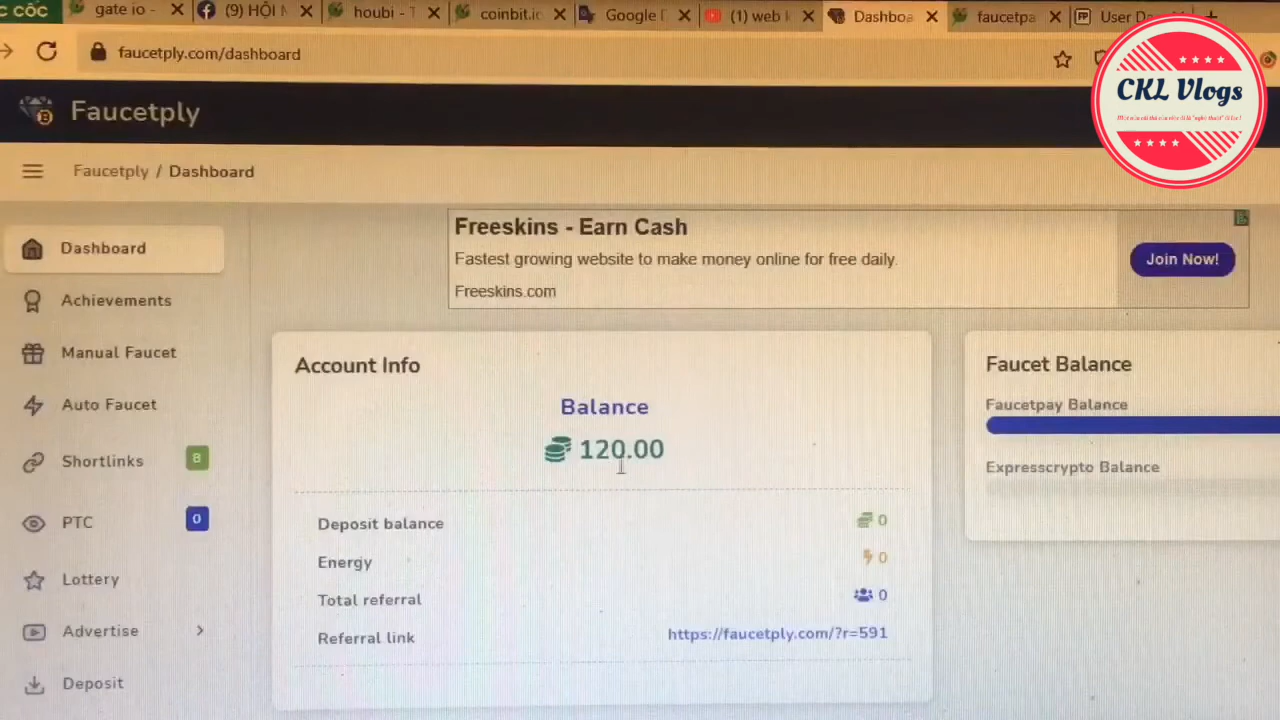 CỐC
gate io -
(9) HỘI
houbi - T
coinbit.ic
Google
(1) web
Dashboa
faucetpa
User Da
faucetply.com/dashboard
CKL Vlogs
Faucetply
Faucetply / Dashboard
Freeskins - Earn Cash
Fastest growing website to make money online for free daily.
Freeskins.com
Join Now!
Dashboard
Achievements
Manual Faucet
Auto Faucet
Shortlinks 8
PTC 0
Lottery
Advertise
Deposit
Account Info
Balance
120.00
Deposit balance 0
Energy 0
Total referral 0
Referral link https://faucetply.com/?r=591
Faucet Balance
Faucetpay Balance
Expresscrypto Balance